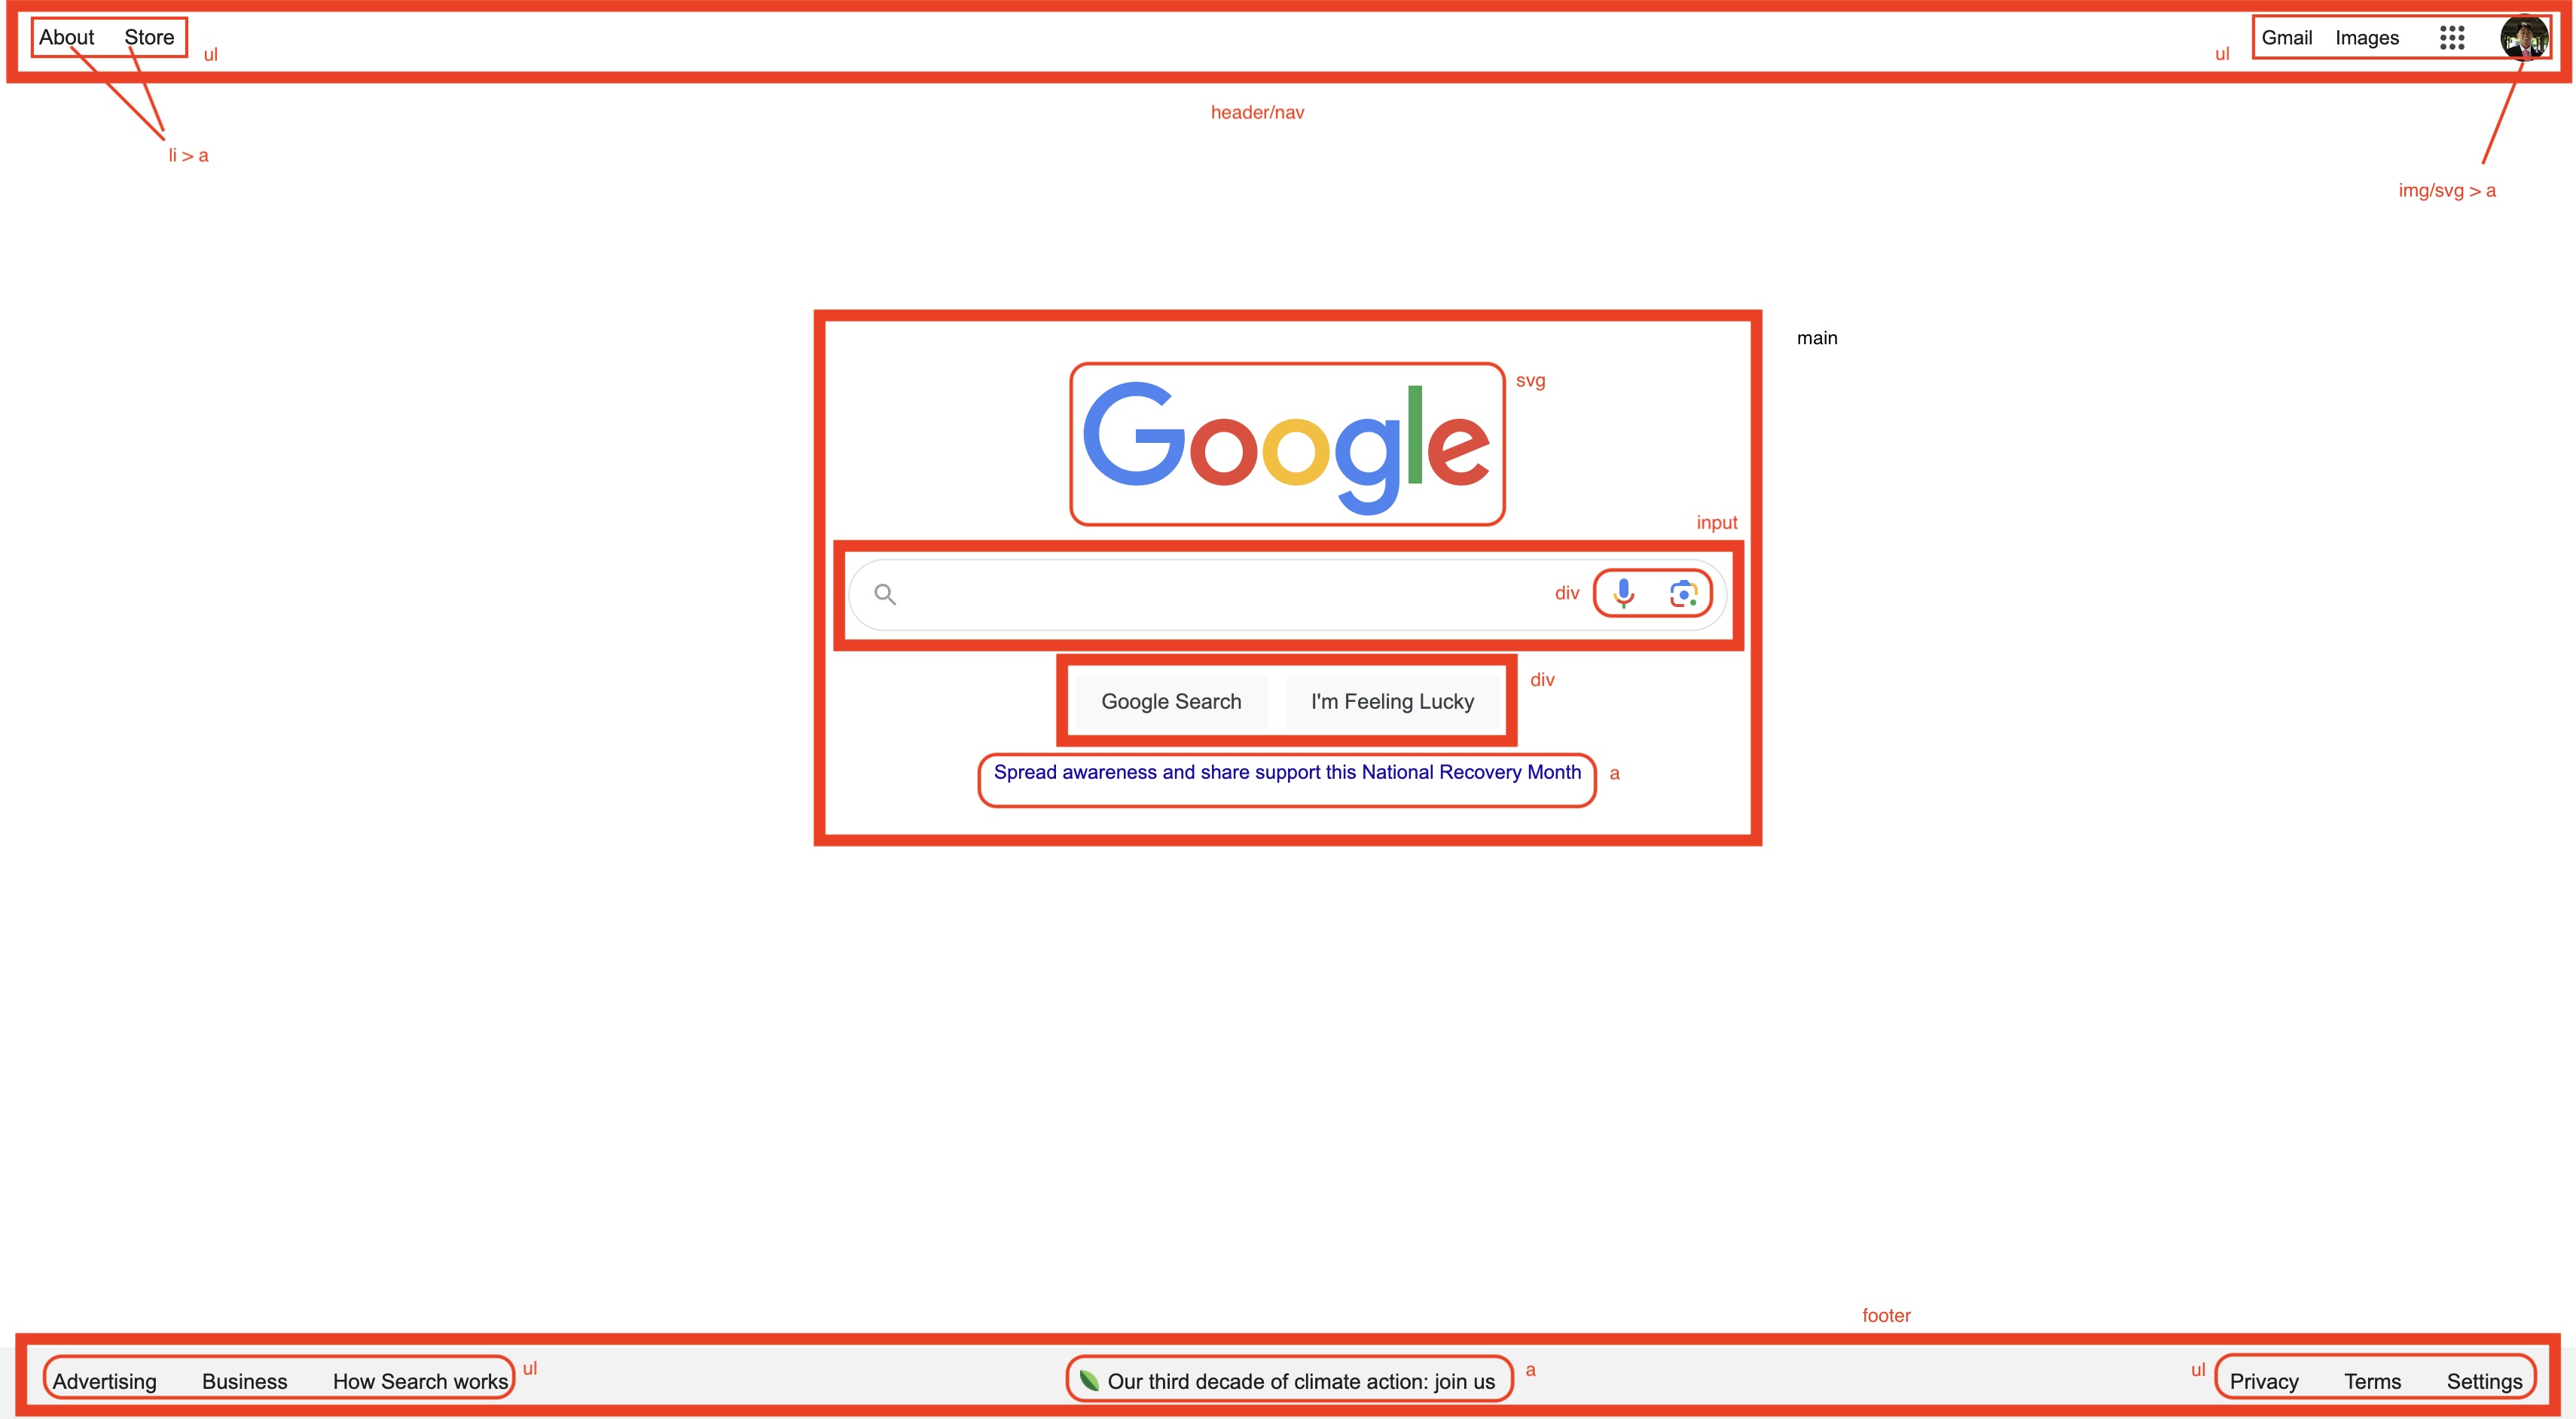 About Store ul
ul Gmail Images
header/nav
li > a
img/svg > a
main
svg
Google
input
div
Google Search I'm Feeling Lucky
div
Spread awareness and share support this National Recovery Month a
footer
Advertising Business How Search works ul
Our third decade of climate action: join us a
ul Privacy Terms Settings